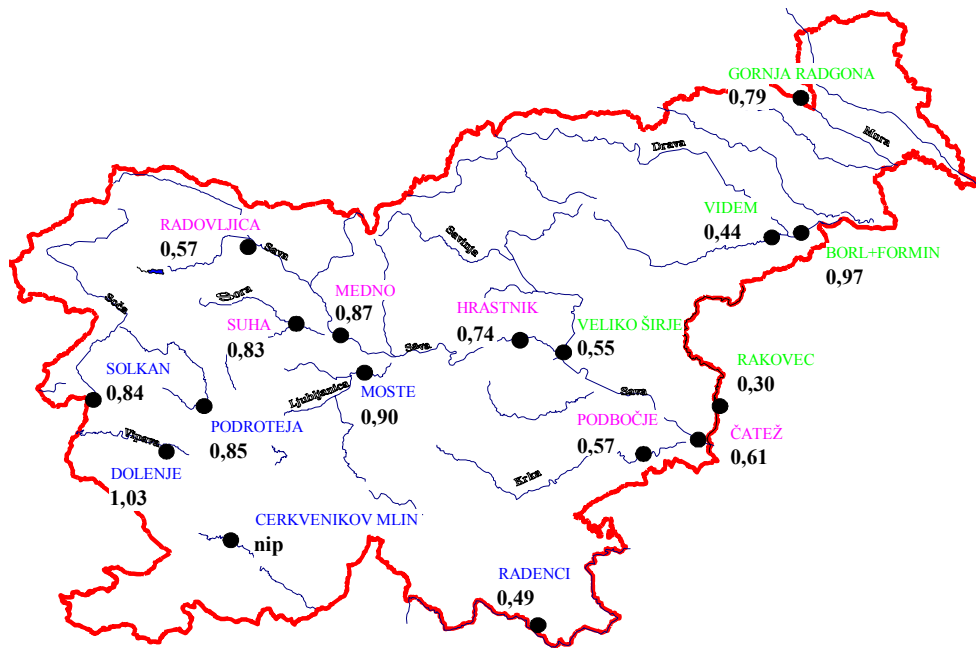 GORNJA RADGONA
0,79
Mura
Drava
VIDEM
0,44
BORL+FORMIN
0,97
RADOVLJICA
0,57
Sava
Savinja
Sora
Soča
MEDNO
0,87
SUHA
0,83
HRASTNIK
0,74
Sava
VELIKO ŠIRJE
0,55
RAKOVEC
0,30
SOLKAN
0,84
Ljubljanica
MOSTE
0,90
Sava
PODROTEJA
0,85
Vipava
PODBOČJE
0,57
ČATEŽ
0,61
DOLENJE
1,03
Krka
CERKVENIKOV MLIN
nip
RADENCI
0,49